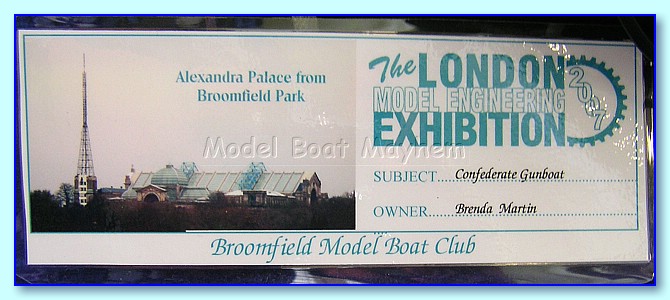 Alexandra Palace from
Broomfield Park
The LONDON
MODEL ENGINEERING
EXHIBITION
2007
Model Boat Mayhem
SUBJECT......Confederate Gunboat
OWNER......Brenda Martin
Broomfield Model Boat Club